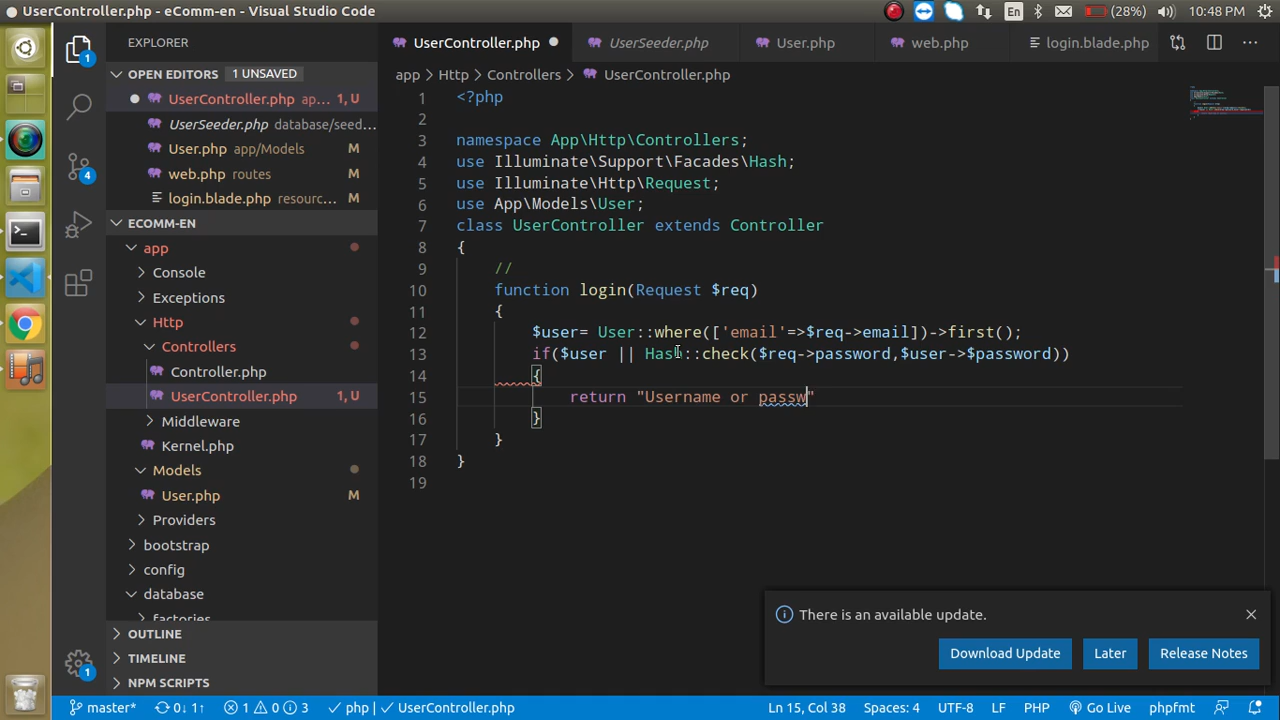 UserController.php - eComm-en - Visual Studio Code
En
(28%)
10:48 PM
EXPLORER
UserController.php
UserSeeder.php
User.php
web.php
login.blade.php
OPEN EDITORS 1 UNSAVED
app > Http > Controllers > UserController.php
UserController.php app... 1, U
UserSeeder.php database/seed...
User.php app/Models M
web.php routes M
login.blade.php resourc... M
ECOMM-EN
app
Console
Exceptions
Http
Controllers
Controller.php
UserController.php 1, U
Middleware
Kernel.php
Models
User.php M
Providers
bootstrap
config
database
factories
OUTLINE
TIMELINE
NPM SCRIPTS
1 <?php
2
3 namespace App\Http\Controllers;
4 use Illuminate\Support\Facades\Hash;
5 use Illuminate\Http\Request;
6 use App\Models\User;
7 class UserController extends Controller
8 {
9 //
10 function login(Request $req)
11 {
12 $user= User::where(['email'=>$req->email])->first();
13 if($user || Hash::check($req->password,$user->$password))
14 {
15 return "Username or passw"
16 }
17 }
18 }
19
There is an available update.
Download Update
Later
Release Notes
1
4
1
master*
0↓ 1↑
1 0 3
php
UserController.php
Ln 15, Col 38
Spaces: 4
UTF-8
LF
PHP
Go Live
phpfmt